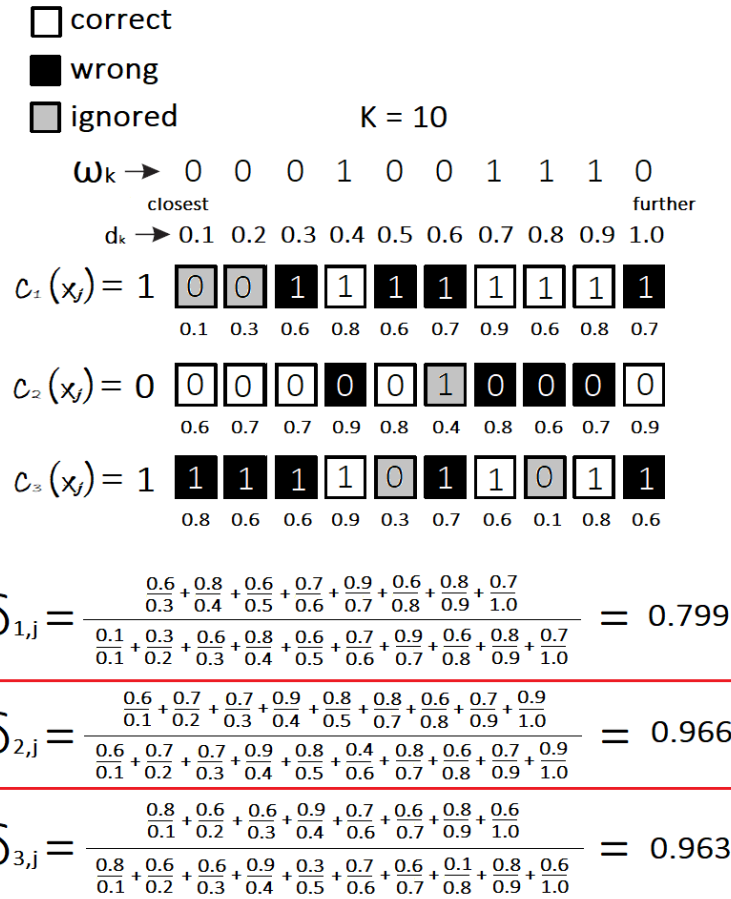 correct
wrong
ignored
K = 10
ωk → 0 0 0 1 0 0 1 1 1 0
closest further
dk → 0.1 0.2 0.3 0.4 0.5 0.6 0.7 0.8 0.9 1.0
c₁(xⱼ) = 1 0 0 1 1 1 1 1 1 1 1
0.1 0.3 0.6 0.8 0.6 0.7 0.9 0.6 0.8 0.7
c₂(xⱼ) = 0 0 0 0 0 0 1 0 0 0 0
0.6 0.7 0.7 0.9 0.8 0.4 0.8 0.6 0.7 0.9
c₃(xⱼ) = 1 1 1 1 1 0 1 1 0 1 1
0.8 0.6 0.6 0.9 0.3 0.7 0.6 0.1 0.8 0.6
0.6/0.3 + 0.8/0.4 + 0.6/0.5 + 0.7/0.6 + 0.9/0.7 + 0.6/0.8 + 0.8/0.9 + 0.7/1.0
δ1,j = = 0.799
0.1/0.1 + 0.3/0.2 + 0.6/0.3 + 0.8/0.4 + 0.6/0.5 + 0.7/0.6 + 0.9/0.7 + 0.6/0.8 + 0.8/0.9 + 0.7/1.0
0.6/0.1 + 0.7/0.2 + 0.7/0.3 + 0.9/0.4 + 0.8/0.5 + 0.8/0.7 + 0.6/0.8 + 0.7/0.9 + 0.9/1.0
δ2,j = = 0.966
0.6/0.1 + 0.7/0.2 + 0.7/0.3 + 0.9/0.4 + 0.8/0.5 + 0.4/0.6 + 0.8/0.7 + 0.6/0.8 + 0.7/0.9 + 0.9/1.0
0.8/0.1 + 0.6/0.2 + 0.6/0.3 + 0.9/0.4 + 0.7/0.6 + 0.6/0.7 + 0.8/0.9 + 0.6/1.0
δ3,j = = 0.963
0.8/0.1 + 0.6/0.2 + 0.6/0.3 + 0.9/0.4 + 0.3/0.5 + 0.7/0.6 + 0.6/0.7 + 0.1/0.8 + 0.8/0.9 + 0.6/1.0